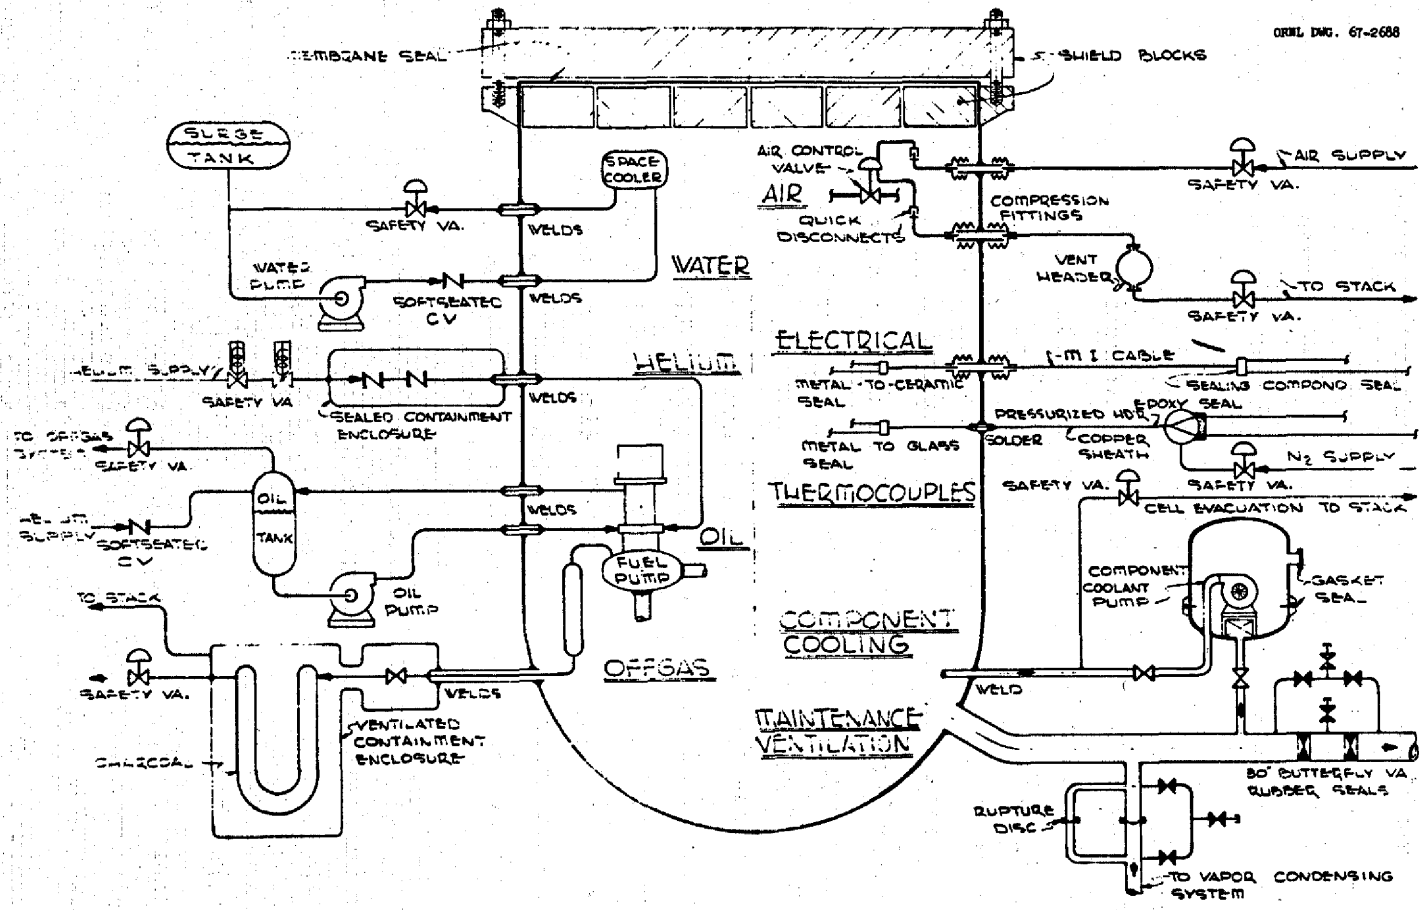 ORNL DWG. 67-2688
MEMBRANE SEAL
SHIELD BLOCKS
SURGE
TANK
SPACE
COOLER
SAFETY VA.
WELDS
WATER
PUMP
SOFTSEATED
CV
WELDS
WATER
AIR CONTROL
VALVE
AIR
QUICK
DISCONNECTS
COMPRESSION
FITTINGS
AIR SUPPLY
SAFETY VA.
VENT
HEADER
TO STACK
SAFETY VA.
HELIUM SUPPLY
SAFETY VA
SEALED CONTAINMENT
ENCLOSURE
WELDS
HELIUM
ELECTRICAL
METAL-TO-CERAMIC
SEAL
M I CABLE
SEALING COMPOND SEAL
EPOXY SEAL
PRESSURIZED HDR
METAL TO GLASS
SEAL
SOLDER
COPPER
SHEATH
N2 SUPPLY
SAFETY VA.
THERMOCOUPLES
SAFETY VA.
CELL EVACUATION TO STACK
TO OFFGAS
SYSTEM
SAFETY VA.
OIL
TANK
HELIUM
SUPPLY
SOFTSEATED
CV
WELDS
OIL
PUMP
OIL
FUEL
PUMP
TO STACK
SAFETY VA.
WELDS
OFFGAS
VENTILATED
CONTAINMENT
ENCLOSURE
CHARCOAL
COMPONENT
COOLANT
PUMP
GASKET
SEAL
COMPONENT
COOLING
WELD
MAINTENANCE
VENTILATION
30" BUTTERFLY VA
RUBBER SEALS
RUPTURE
DISC
TO VAPOR CONDENSING
SYSTEM